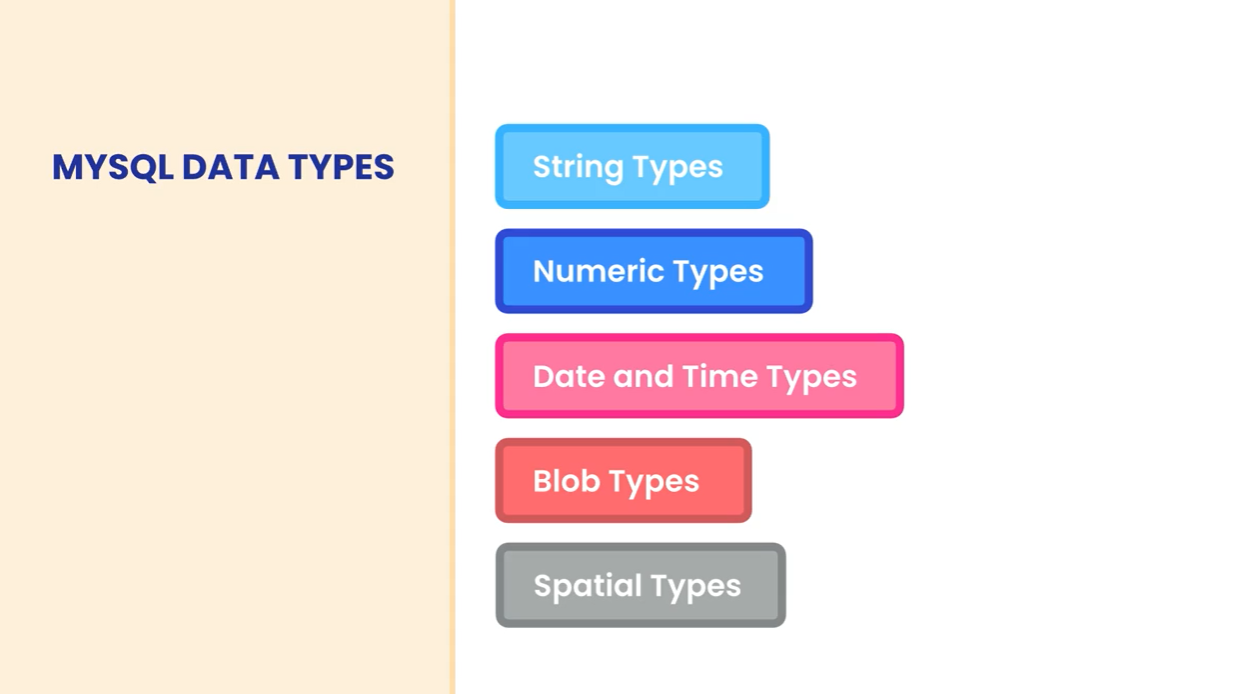 MYSQL DATA TYPES
String Types
Numeric Types
Date and Time Types
Blob Types
Spatial Types